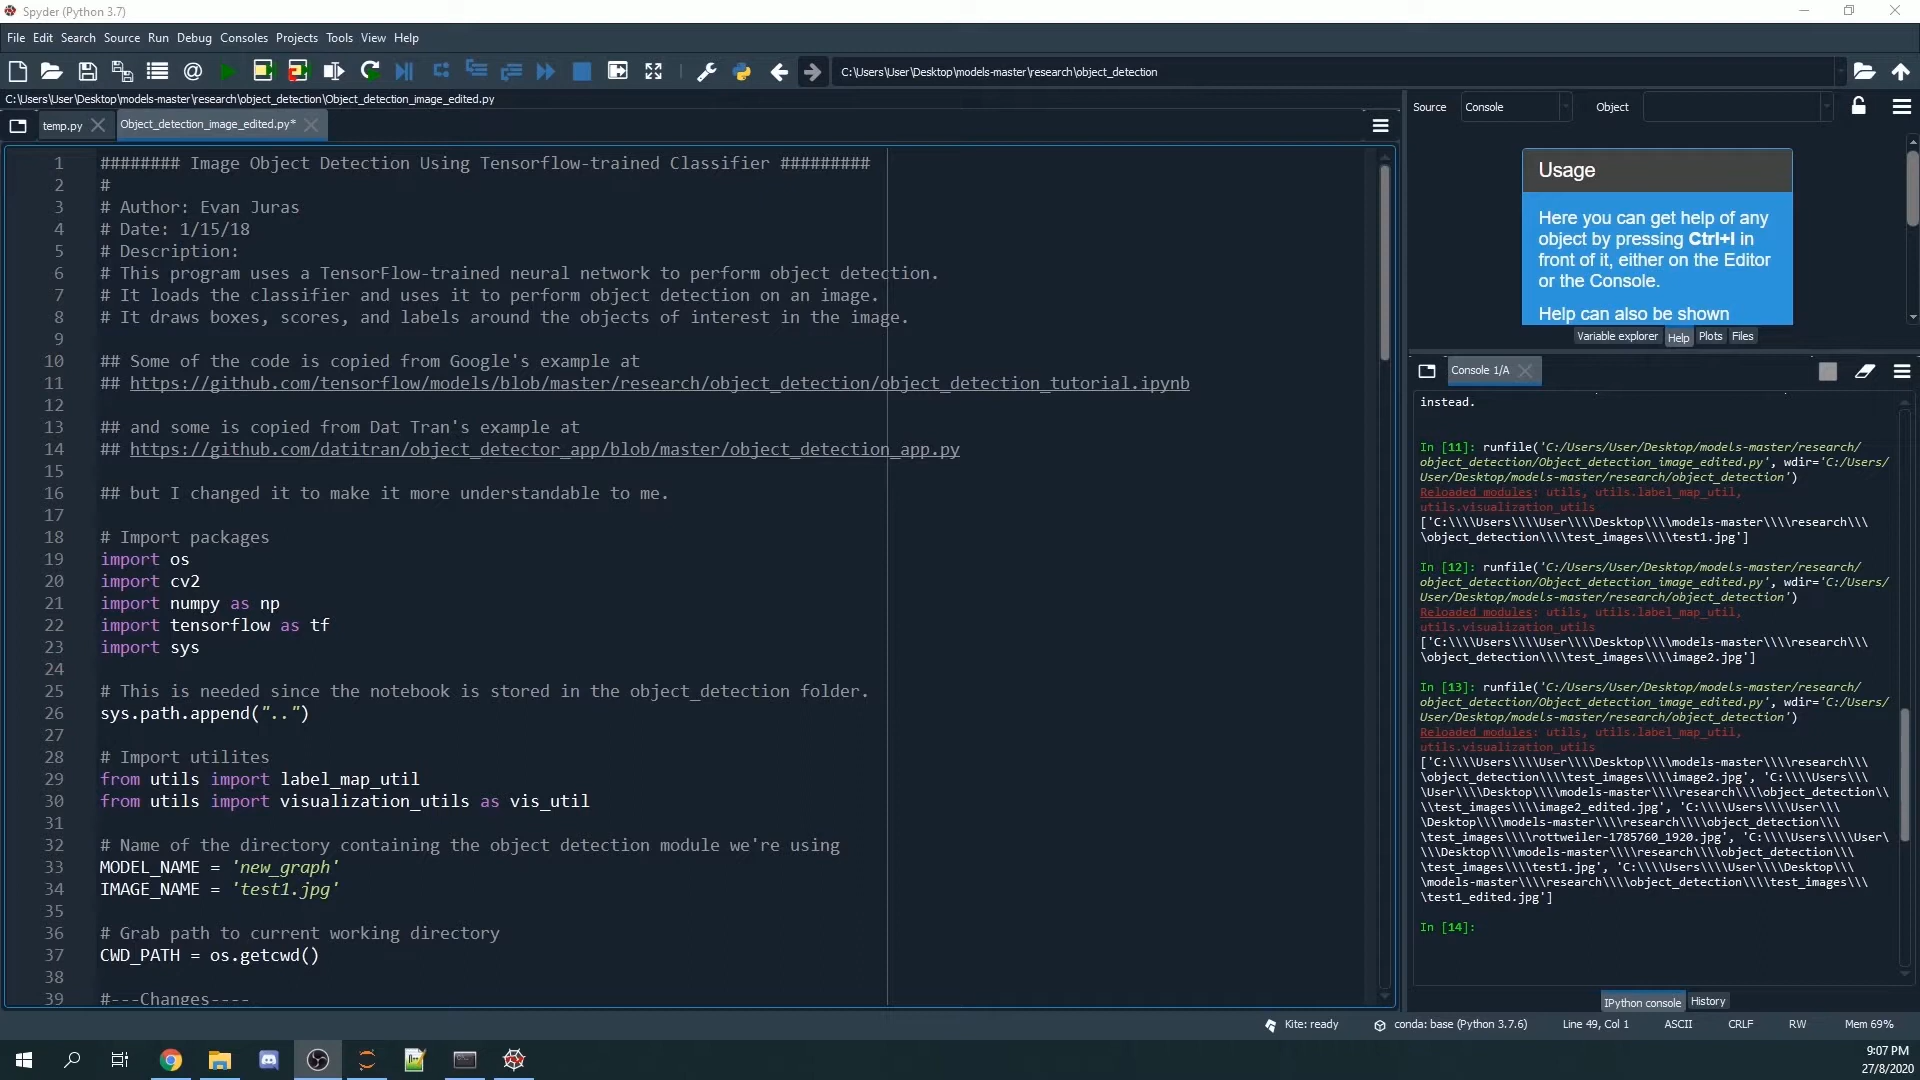 Spyder (Python 3.7)
File Edit Search Source Run Debug Consoles Projects Tools View Help
C:\Users\User\Desktop\models-master\research\object_detection
C:\Users\User\Desktop\models-master\research\object_detection\Object_detection_image_edited.py
temp.py Object_detection_image_edited.py*
1 ######## Image Object Detection Using Tensorflow-trained Classifier #########
2 #
3 # Author: Evan Juras
4 # Date: 1/15/18
5 # Description:
6 # This program uses a TensorFlow-trained neural network to perform object detection.
7 # It loads the classifier and uses it to perform object detection on an image.
8 # It draws boxes, scores, and labels around the objects of interest in the image.
9
10 ## Some of the code is copied from Google's example at
11 ## https://github.com/tensorflow/models/blob/master/research/object_detection/object_detection_tutorial.ipynb
12
13 ## and some is copied from Dat Tran's example at
14 ## https://github.com/datitran/object_detector_app/blob/master/object_detection_app.py
15
16 ## but I changed it to make it more understandable to me.
17
18 # Import packages
19 import os
20 import cv2
21 import numpy as np
22 import tensorflow as tf
23 import sys
24
25 # This is needed since the notebook is stored in the object_detection folder.
26 sys.path.append("..")
27
28 # Import utilites
29 from utils import label_map_util
30 from utils import visualization_utils as vis_util
31
32 # Name of the directory containing the object detection module we're using
33 MODEL_NAME = 'new_graph'
34 IMAGE_NAME = 'test1.jpg'
35
36 # Grab path to current working directory
37 CWD_PATH = os.getcwd()
38
39 #---Changes----
Source Console Object
Usage
Here you can get help of any
object by pressing Ctrl+I in
front of it, either on the Editor
or the Console.
Help can also be shown
Variable explorer Help Plots Files
Console 1/A
instead.
In [11]: runfile('C:/Users/User/Desktop/models-master/research/
object_detection/Object_detection_image_edited.py', wdir='C:/Users/
User/Desktop/models-master/research/object_detection')
Reloaded modules: utils, utils.label_map_util,
utils.visualization_utils
['C:\\\\Users\\\\User\\\\Desktop\\\\models-master\\\\research\\\
\object_detection\\\\test_images\\\\test1.jpg']
In [12]: runfile('C:/Users/User/Desktop/models-master/research/
object_detection/Object_detection_image_edited.py', wdir='C:/Users/
User/Desktop/models-master/research/object_detection')
Reloaded modules: utils, utils.label_map_util,
utils.visualization_utils
['C:\\\\Users\\\\User\\\\Desktop\\\\models-master\\\\research\\\
\object_detection\\\\test_images\\\\image2.jpg']
In [13]: runfile('C:/Users/User/Desktop/models-master/research/
object_detection/Object_detection_image_edited.py', wdir='C:/Users/
User/Desktop/models-master/research/object_detection')
Reloaded modules: utils, utils.label_map_util,
utils.visualization_utils
['C:\\\\Users\\\\User\\\\Desktop\\\\models-master\\\\research\\\
\object_detection\\\\test_images\\\\image2.jpg', 'C:\\\\Users\\\
\User\\\\Desktop\\\\models-master\\\\research\\\\object_detection\\
\\test_images\\\\image2_edited.jpg', 'C:\\\\Users\\\\User\\\
\Desktop\\\\models-master\\\\research\\\\object_detection\\\
\test_images\\\\rottweiler-1785760_1920.jpg', 'C:\\\\Users\\\\User\
\\\Desktop\\\\models-master\\\\research\\\\object_detection\\\
\test_images\\\\test1.jpg', 'C:\\\\Users\\\\User\\\\Desktop\\\
\models-master\\\\research\\\\object_detection\\\\test_images\\\
\test1_edited.jpg']
In [14]:
IPython console History
Kite: ready conda: base (Python 3.7.6) Line 49, Col 1 ASCII CRLF RW Mem 69%
9:07 PM
27/8/2020